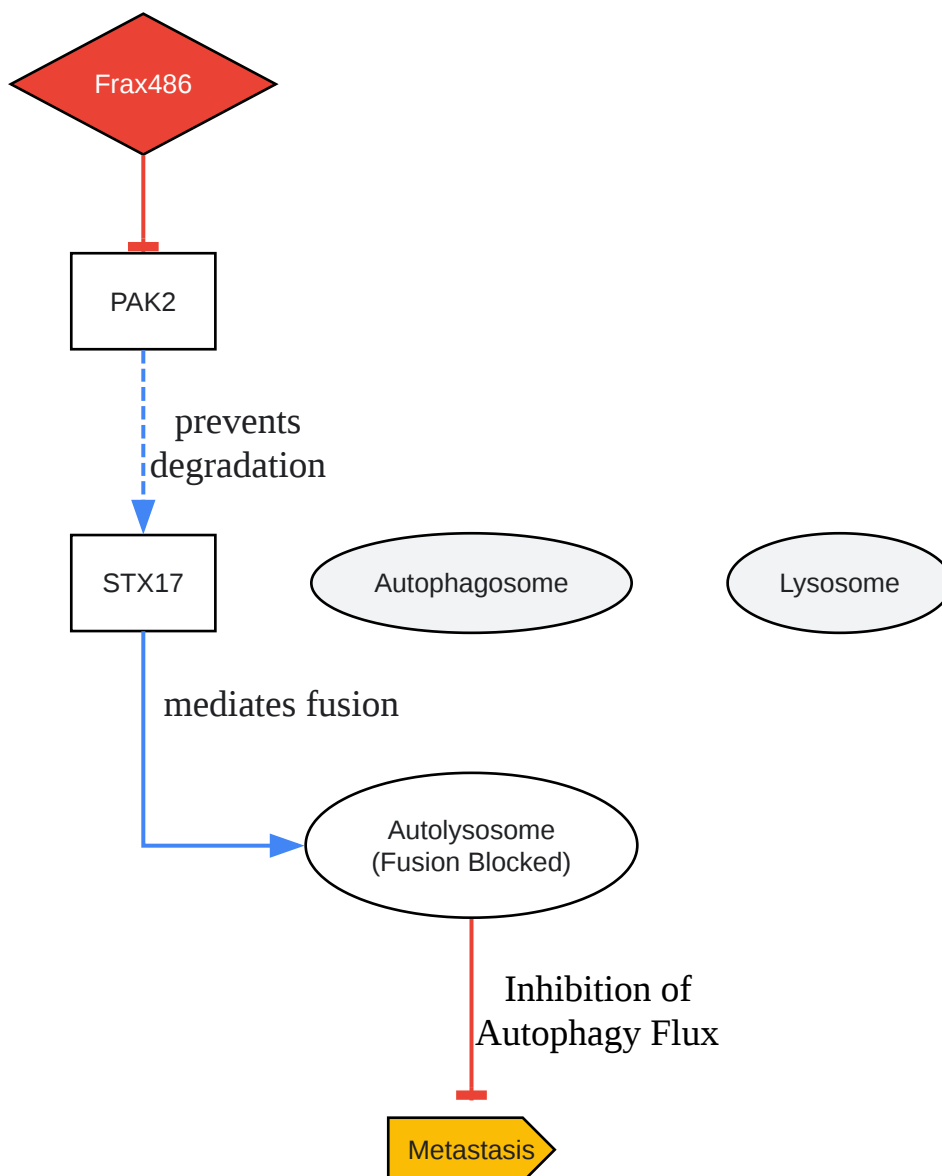 Frax486
PAK2
prevents
degradation
STX17
Autophagosome
Lysosome
mediates fusion
Autolysosome
(Fusion Blocked)
Inhibition of
Autophagy Flux
Metastasis